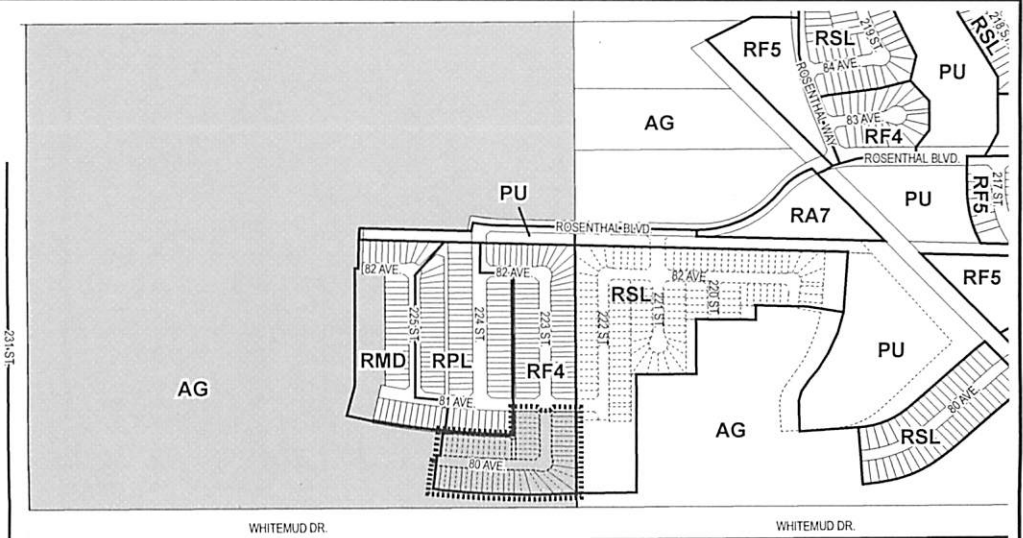 RF5
RSL
219 ST.
218 S
RSL
84 AVE.
PU
ROSENTHAL WAY
AG
83 AVE.
RF4
ROSENTHAL BLVD.
PU
RF5
217 ST.
PU
RA7
ROSENTHAL BLVD
82 AVE.
82 AVE.
82 AVE.
RF5
RSL
225 ST.
224 ST.
223 ST.
222 ST.
221 ST.
220 ST.
231 ST.
RMD
RPL
RF4
PU
AG
81 AVE.
AG
80 AVE.
RSL
80 AVE.
WHITEMUD DR.
WHITEMUD DR.